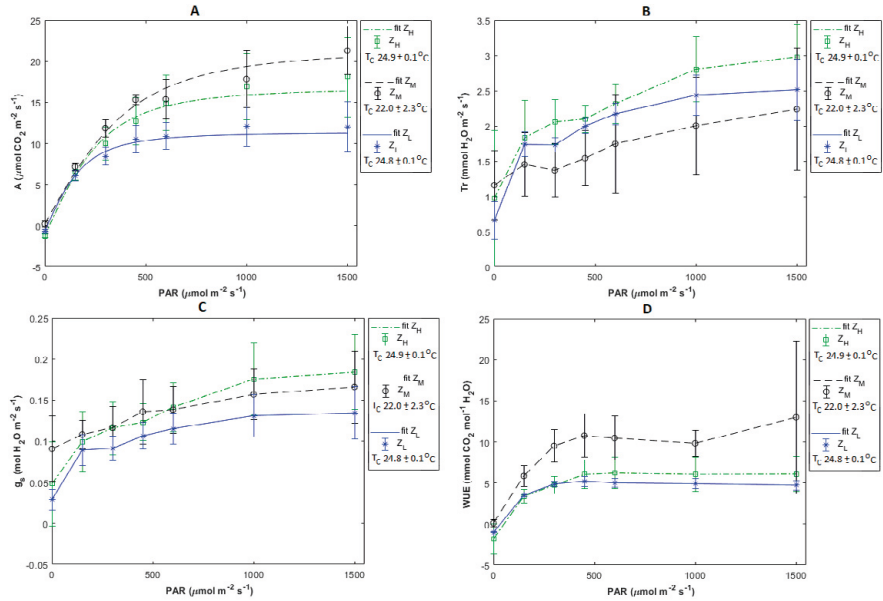 A
A (μmol CO2 m-2 s-1)
25
20
15
10
5
0
-5
0
500
1000
1500
PAR (μmol m-2 s-1)
fit ZH
ZH
TC 24.9 ± 0.1°C
fit ZM
ZM
TC 22.0 ± 2.3°C
fit ZL
ZI
TC 24.8 ± 0.1°C
B
Tr (mmol H2O m-2 s-1)
3.5
3
2.5
2
1.5
1
0.5
0
0
500
1000
1500
PAR (μmol m-2 s-1)
fit ZH
ZH
TC 24.9 ± 0.1°C
fit ZM
ZM
TC 22.0 ± 2.3°C
fit ZL
ZL
TC 24.8 ± 0.1°C
C
gs (mol H2O m-2 s-1)
0.25
0.2
0.15
0.1
0.05
0
-0.05
0
500
1000
1500
PAR (μmol m-2 s-1)
fit ZH
ZH
TC 24.9 ± 0.1°C
fit ZM
ZM
TC 22.0 ± 2.3°C
fit ZL
ZL
TC 24.8 ± 0.1°C
D
WUE (mmol CO2 mol-1 H2O)
25
20
15
10
5
0
-5
0
500
1000
1500
PAR (μmol m-2 s-1)
fit ZH
ZH
TC 24.9 ± 0.1°C
fit ZM
ZM
TC 22.0 ± 2.3°C
fit ZL
ZL
TC 24.8 ± 0.1°C